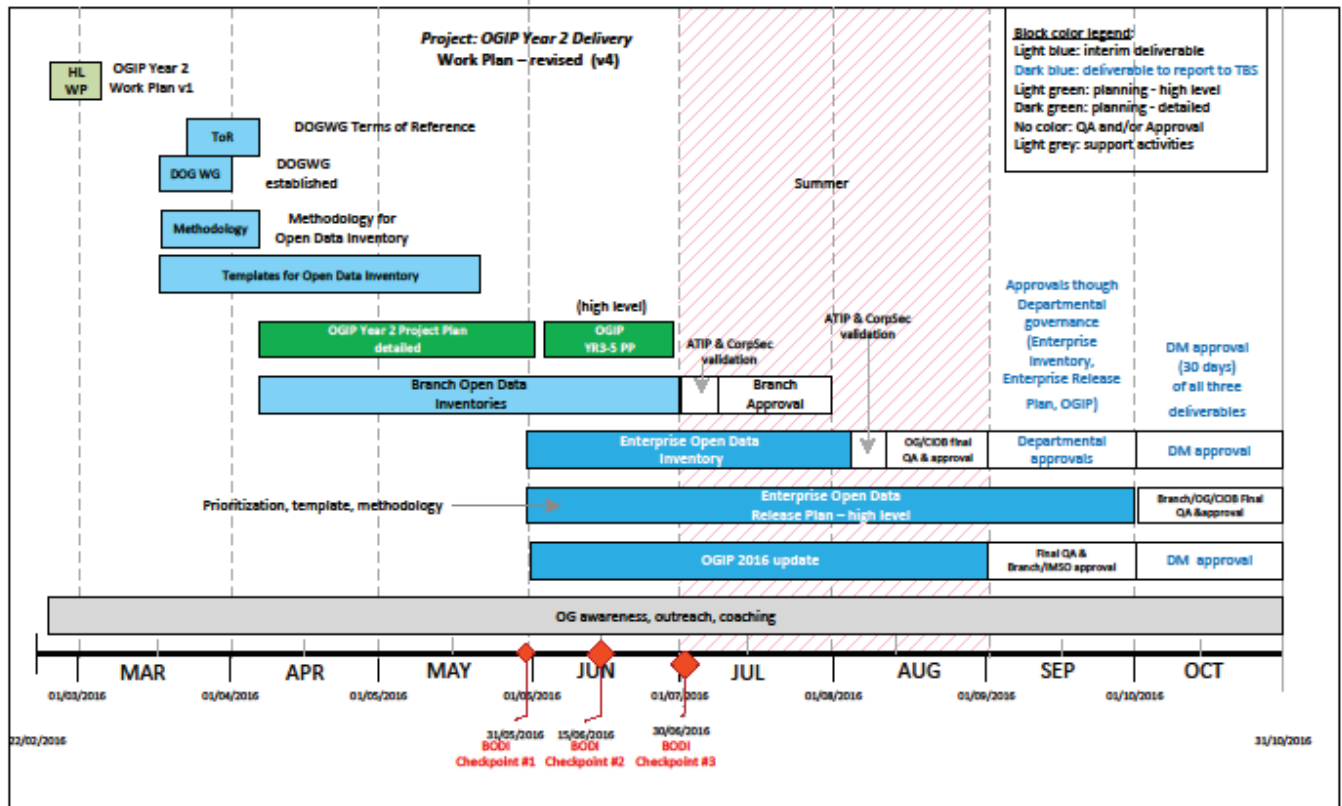 Project: OGIP Year 2 Delivery
Work Plan – revised (v4)
Block color legend:
Light blue: interim deliverable
Dark blue: deliverable to report to TBS
Light green: planning - high level
Dark green: planning - detailed
No color: QA and/or Approval
Light grey: support activities
HL
WP
OGIP Year 2
Work Plan v1
ToR
DOGWG Terms of Reference
DOG WG
DOGWG
established
Summer
Methodology
Methodology for
Open Data Inventory
Templates for Open Data Inventory
OGIP Year 2 Project Plan
detailed
(high level)
OGIP
YR3-5 PP
ATIP & CorpSec
validation
ATIP & CorpSec
validation
Approvals though
Departmental
governance
(Enterprise
Inventory,
Enterprise Release
Plan, OGIP)
DM approval
(30 days)
of all three
deliverables
Branch Open Data
Inventories
Branch
Approval
Enterprise Open Data
Inventory
OG/CIOB final
QA & approval
Departmental
approvals
DM approval
Prioritization, template, methodology
Enterprise Open Data
Release Plan – high level
Branch/OG/CIOB Final
QA &approval
OGIP 2016 update
Final QA &
Branch/IMSO approval
DM approval
OG awareness, outreach, coaching
MAR
APR
MAY
JUN
JUL
AUG
SEP
OCT
01/03/2016
01/04/2016
01/05/2016
01/06/2016
01/07/2016
01/08/2016
01/09/2016
01/10/2016
22/02/2016
31/05/2016
BODI
Checkpoint #1
15/06/2016
BODI
Checkpoint #2
30/06/2016
BODI
Checkpoint #3
31/10/2016